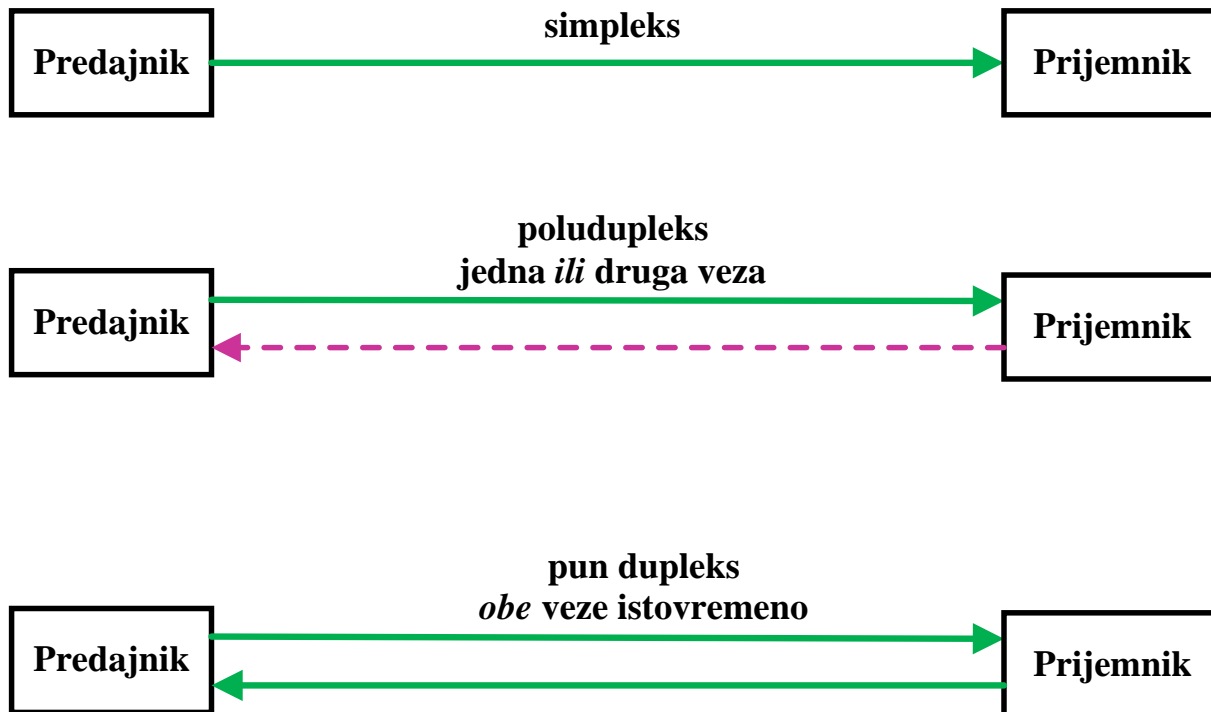 simpleks
Predajnik
Prijemnik
poludupleks
jedna ili druga veza
Predajnik
Prijemnik
pun dupleks
obe veze istovremeno
Predajnik
Prijemnik